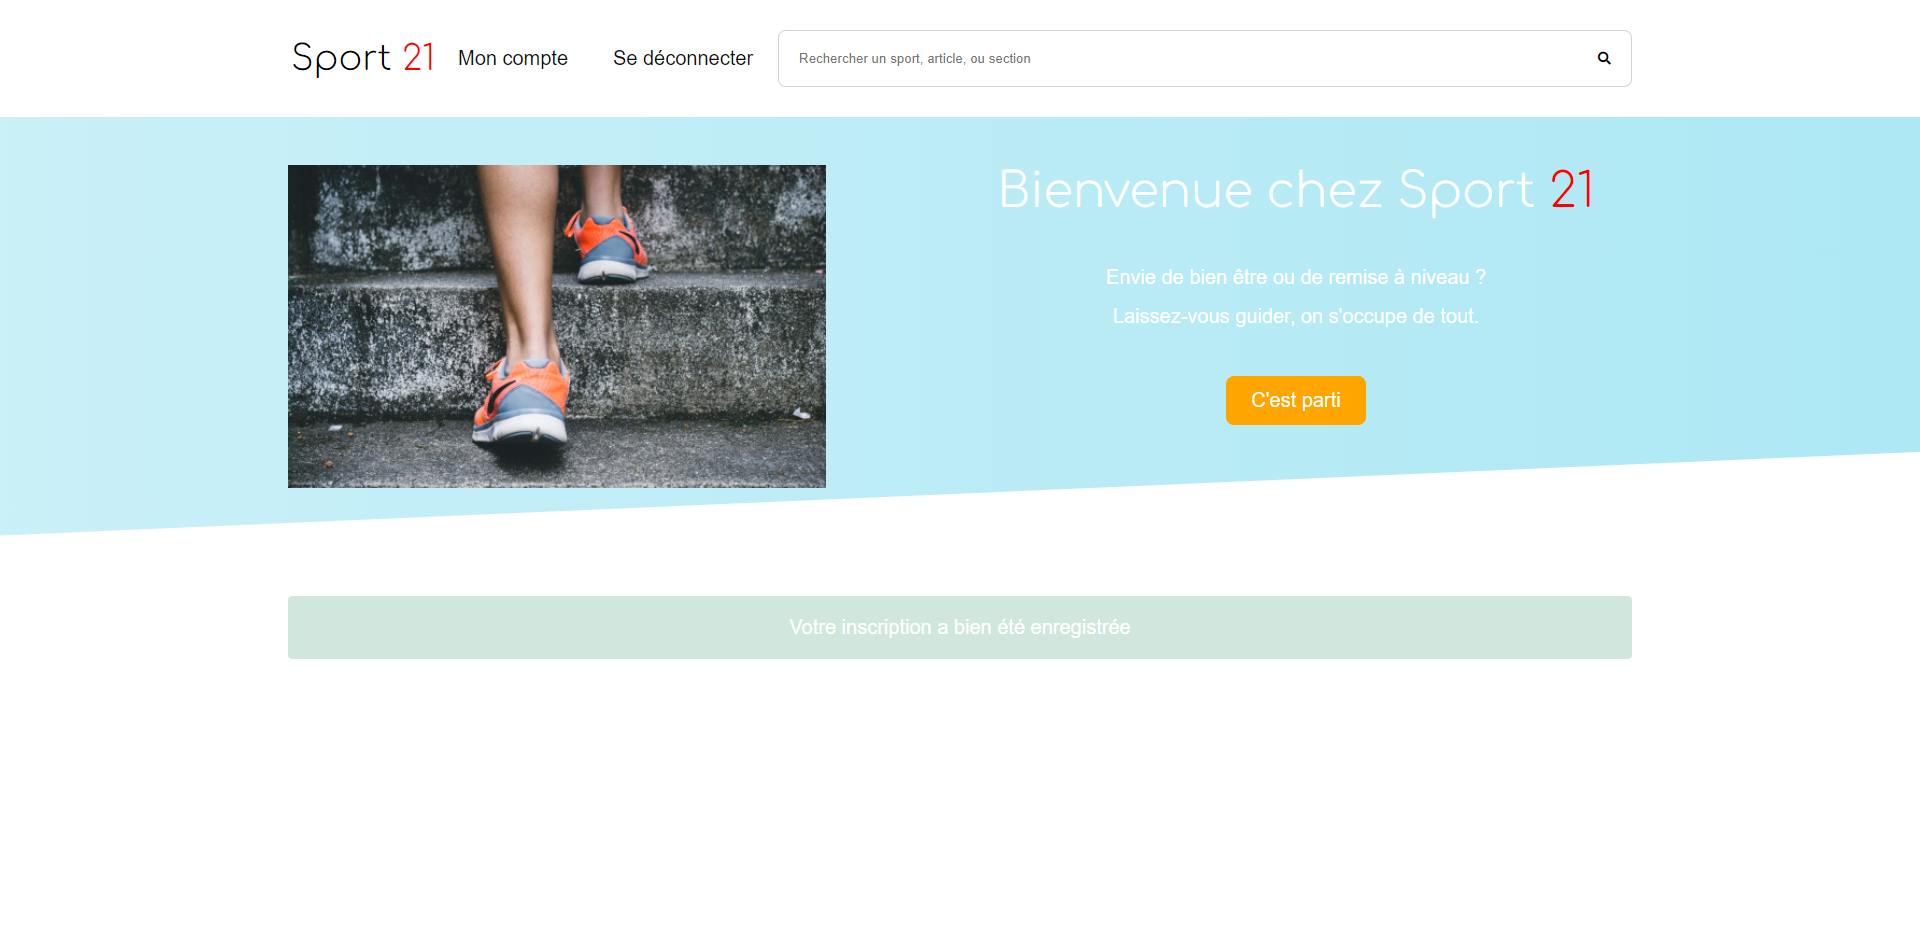 Sport 21
Mon compte
Se déconnecter
Rechercher un sport, article, ou section
Bienvenue chez Sport 21
Envie de bien être ou de remise à niveau ?
Laissez-vous guider, on s'occupe de tout.
C'est parti
Votre inscription a bien été enregistrée